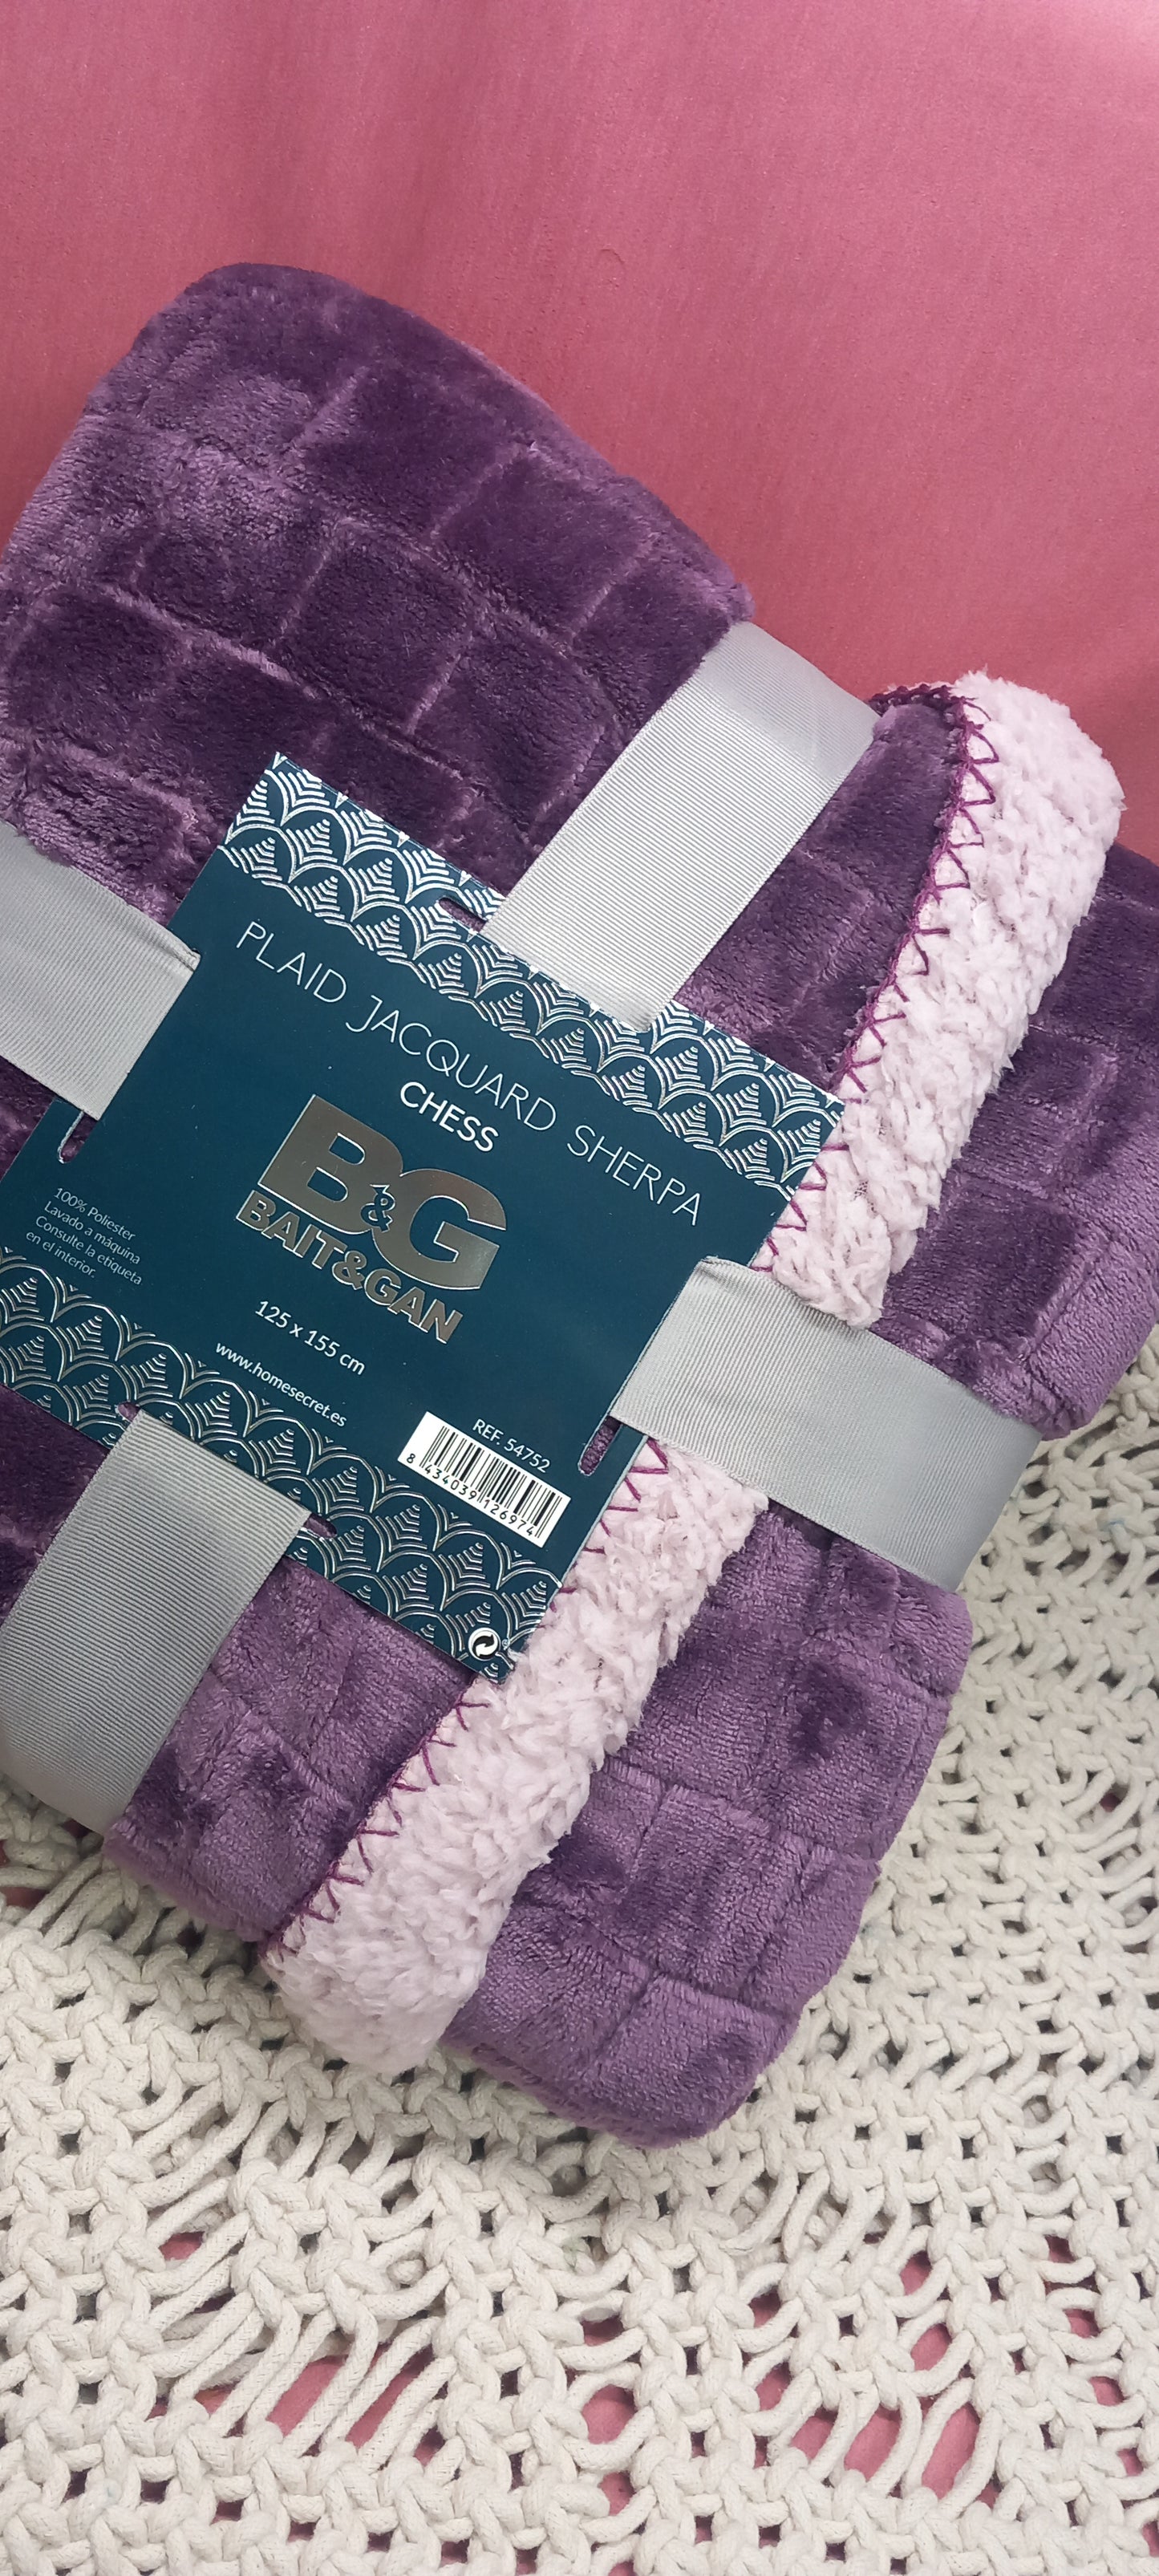 PLAID JACQUARD SHERPA
CHESS
B&G
BAIT&GAN
100% Poliester
Lavado a máquina
Consulte la etiqueta
en el interior.
125 x 155 cm
www.homesecret.es
REF. 54752
8 434039 126974